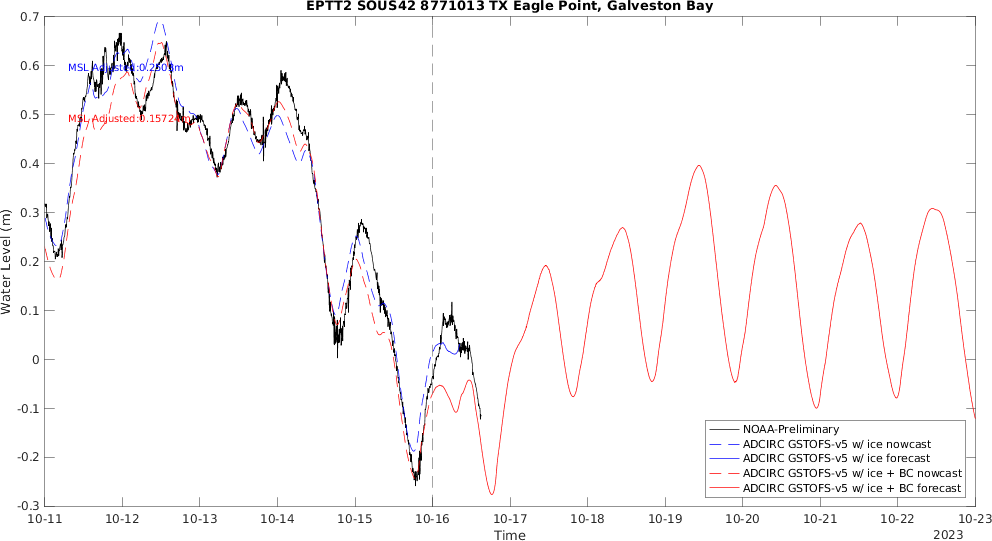 EPTT2 SOUS42 8771013 TX Eagle Point, Galveston Bay
0.7
0.6
0.5
0.4
0.3
0.2
0.1
0
-0.1
-0.2
-0.3
Water Level (m)
MSL Adjusted:0.2503m
MSL Adjusted:0.15724m
NOAA-Preliminary
ADCIRC GSTOFS-v5 w/ ice nowcast
ADCIRC GSTOFS-v5 w/ ice forecast
ADCIRC GSTOFS-v5 w/ ice + BC nowcast
ADCIRC GSTOFS-v5 w/ ice + BC forecast
10-11 10-12 10-13 10-14 10-15 10-16 10-17 10-18 10-19 10-20 10-21 10-22 10-23
Time
2023